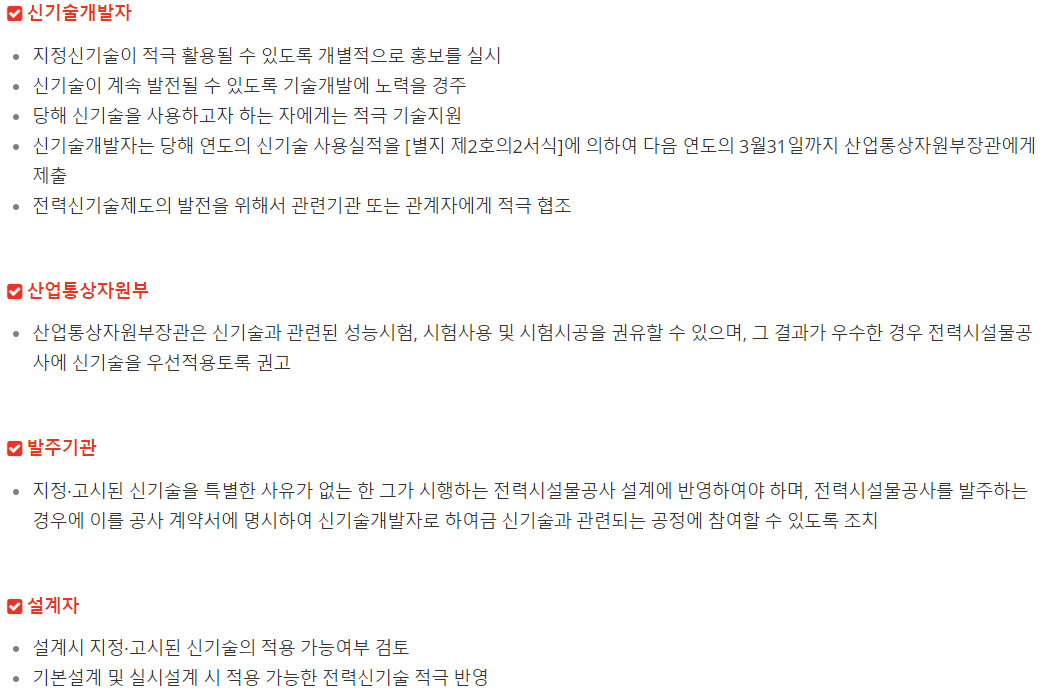 신기술개발자
지정신기술이 적극 활용될 수 있도록 개별적으로 홍보를 실시
신기술이 계속 발전될 수 있도록 기술개발에 노력을 경주
당해 신기술을 사용하고자 하는 자에게는 적극 기술지원
신기술개발자는 당해 연도의 신기술 사용실적을 [별지 제2호의2서식]에 의하여 다음 연도의 3월31일까지 산업통상자원부장관에게
제출
전력신기술제도의 발전을 위해서 관련기관 또는 관계자에게 적극 협조
산업통상자원부
산업통상자원부장관은 신기술과 관련된 성능시험, 시험사용 및 시험시공을 권유할 수 있으며, 그 결과가 우수한 경우 전력시설물공
사에 신기술을 우선적용토록 권고
발주기관
지정·고시된 신기술을 특별한 사유가 없는 한 그가 시행하는 전력시설물공사 설계에 반영하여야 하며, 전력시설물공사를 발주하는
경우에 이를 공사 계약서에 명시하여 신기술개발자로 하여금 신기술과 관련되는 공정에 참여할 수 있도록 조치
설계자
설계시 지정·고시된 신기술의 적용 가능여부 검토
기본설계 및 실시설계 시 적용 가능한 전력신기술 적극 반영